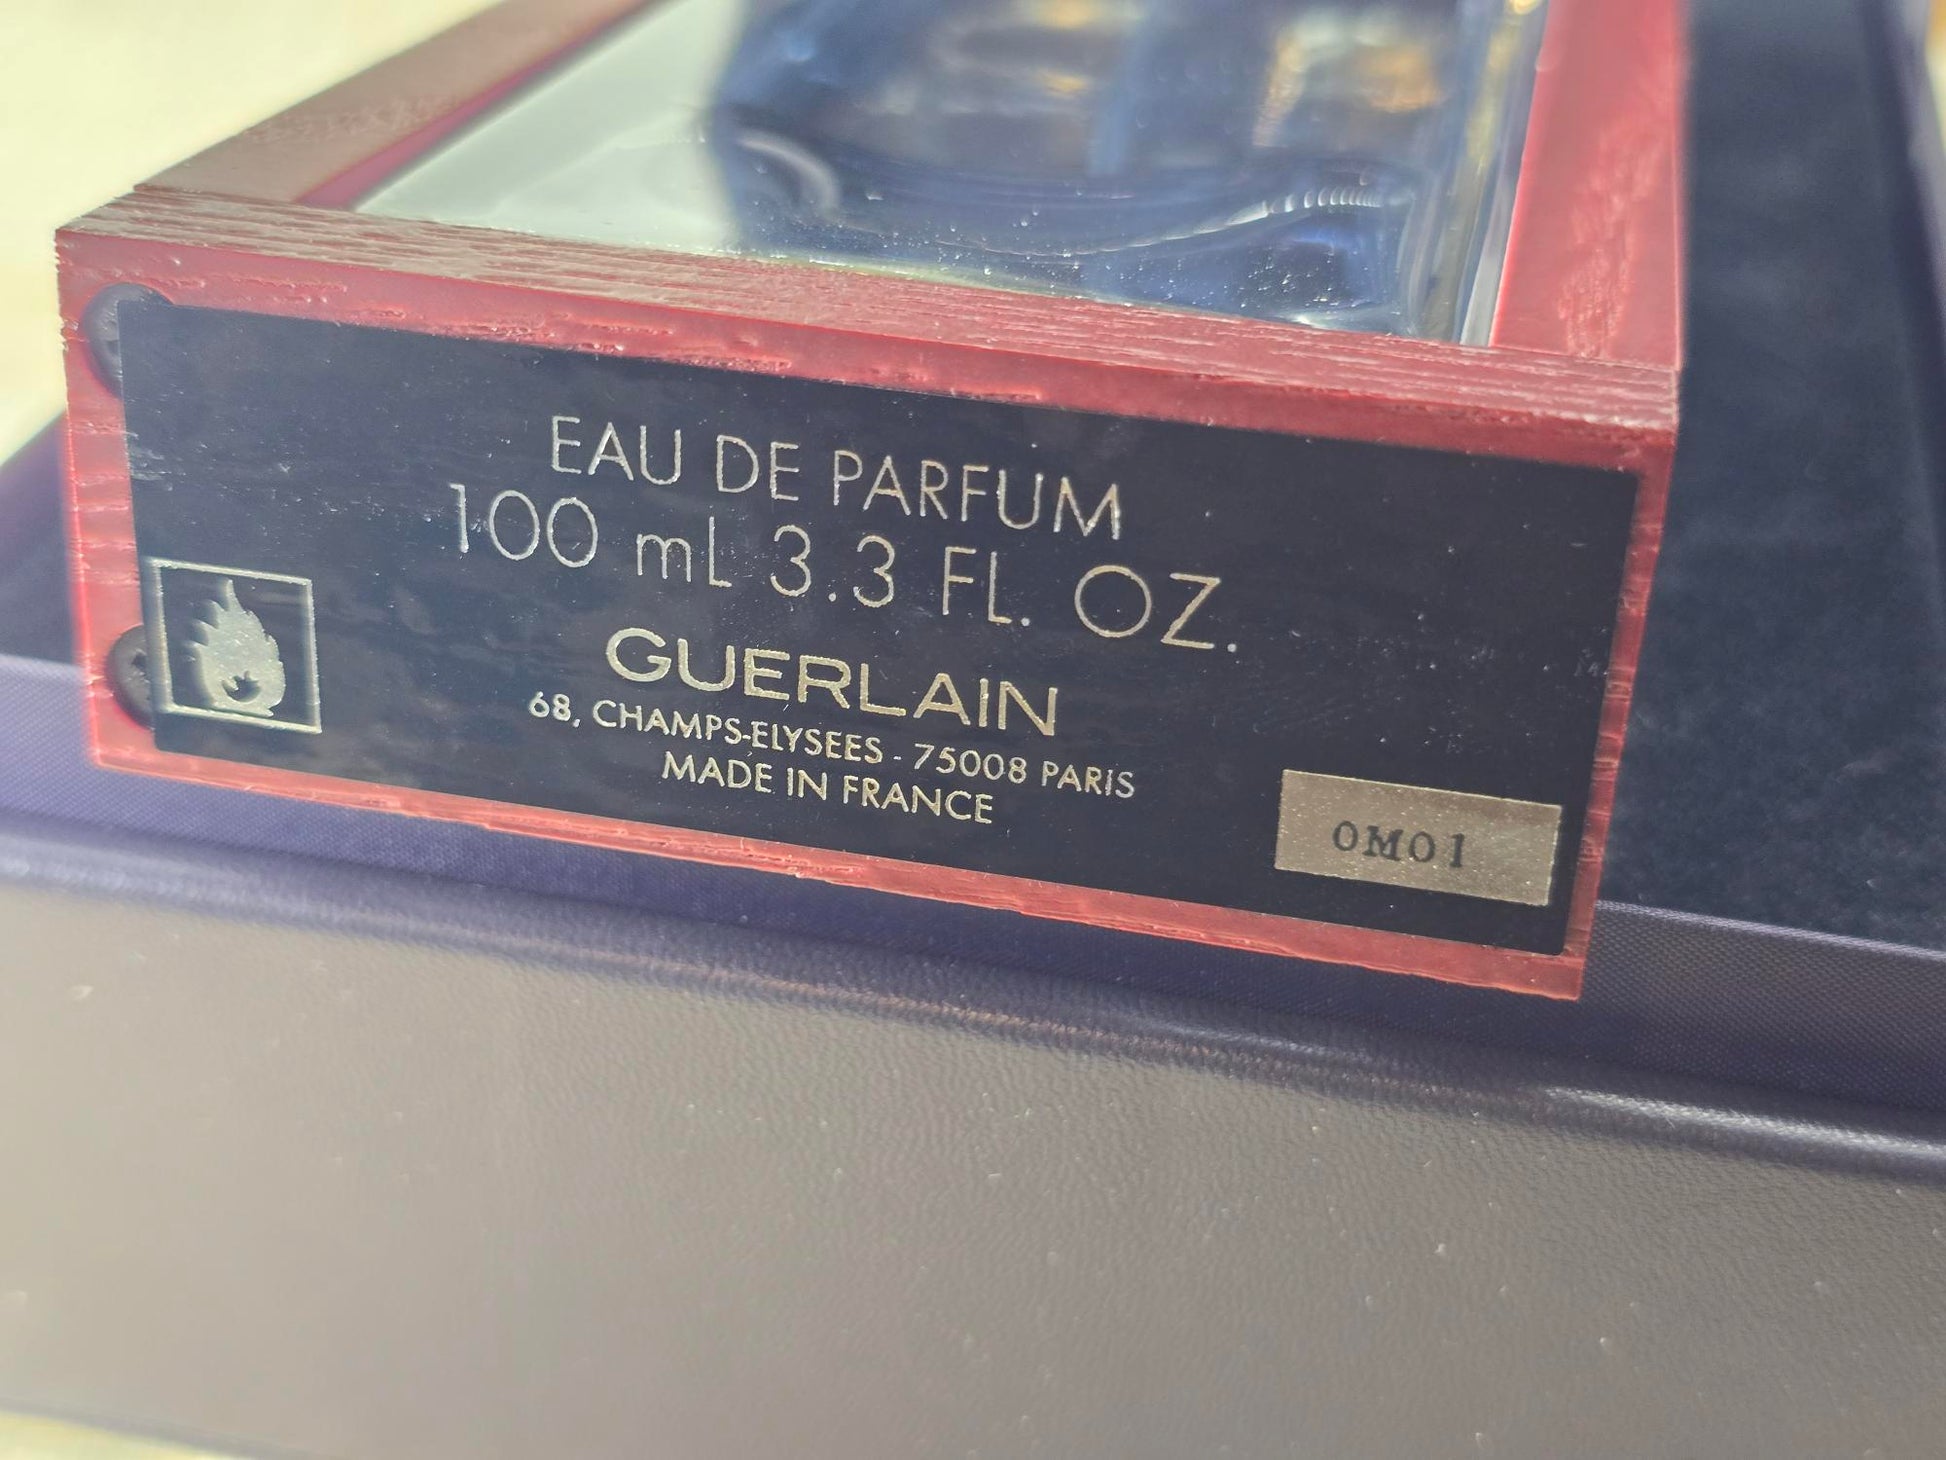 EAU DE PARFUM
100 mL 3.3 FL. OZ.
GUERLAIN
68, CHAMPS-ELYSEES - 75008 PARIS
MADE IN FRANCE
0M01